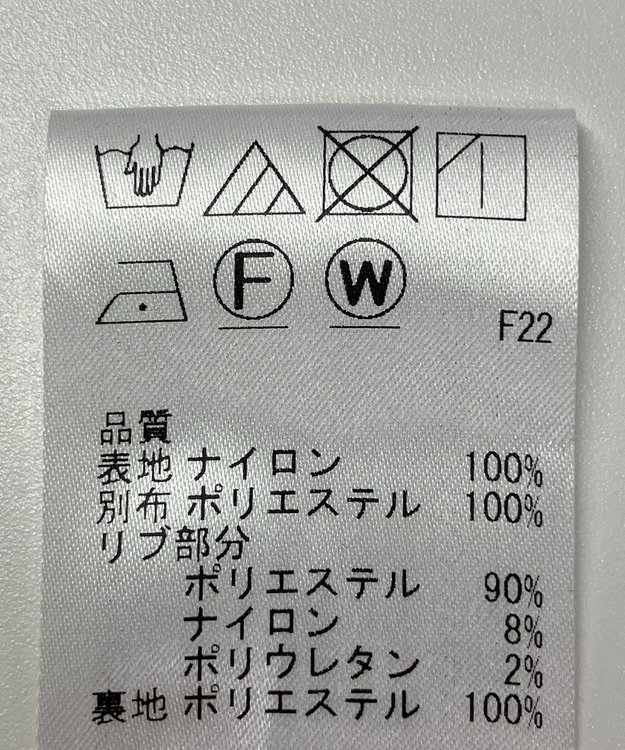 F W F22
品質
表地 ナイロン 100%
別布 ポリエステル 100%
リブ部分
ポリエステル 90%
ナイロン 8%
ポリウレタン 2%
裏地 ポリエステル 100%